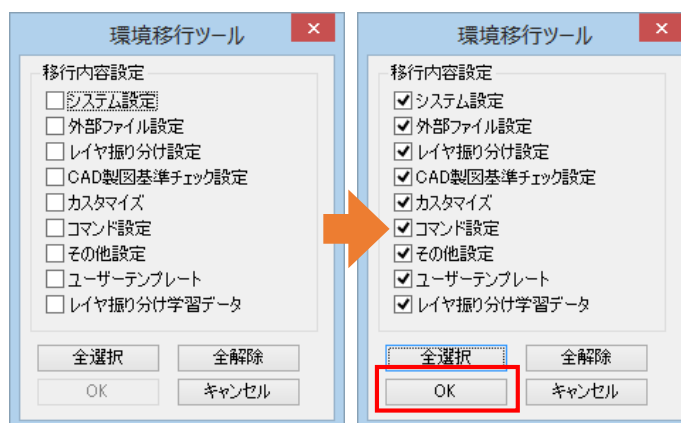 環境移行ツール
移行内容設定
システム設定
外部ファイル設定
レイヤ振り分け設定
CAD製図基準チェック設定
カスタマイズ
コマンド設定
その他設定
ユーザーテンプレート
レイヤ振り分け学習データ
全選択 全解除
OK キャンセル
環境移行ツール
移行内容設定
システム設定
外部ファイル設定
レイヤ振り分け設定
CAD製図基準チェック設定
カスタマイズ
コマンド設定
その他設定
ユーザーテンプレート
レイヤ振り分け学習データ
全選択 全解除
OK キャンセル